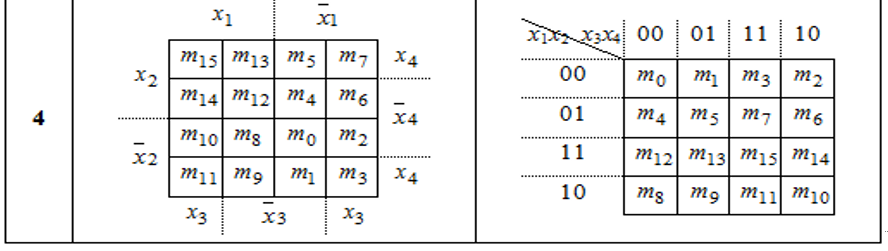 4
x₁ x̄₁
x₂ m₁₅ m₁₃ m₅ m₇ x₄
m₁₄ m₁₂ m₄ m₆ x̄₄
x̄₂ m₁₀ m₈ m₀ m₂
m₁₁ m₉ m₁ m₃ x₄
x₃ x̄₃ x₃
x₁x₂ x₃x₄ 00 01 11 10
00 m₀ m₁ m₃ m₂
01 m₄ m₅ m₇ m₆
11 m₁₂ m₁₃ m₁₅ m₁₄
10 m₈ m₉ m₁₁ m₁₀